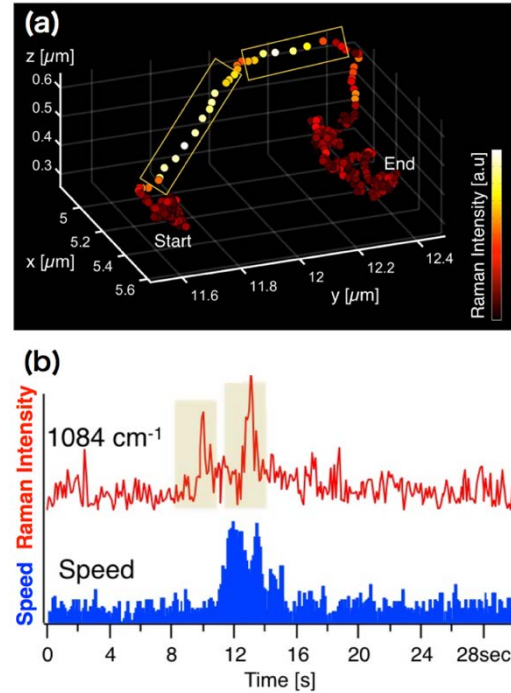 (a)
z [µm]
0.6
0.5
0.4
0.3
5
5.2
5.4
5.6
x [µm]
11.6
11.8
12
12.2
12.4
y [µm]
Start
End
Raman Intensity [a.u]
(b)
Raman Intensity
1084 cm⁻¹
Speed
Speed
0
4
8
12
16
20
24
28sec
Time [s]